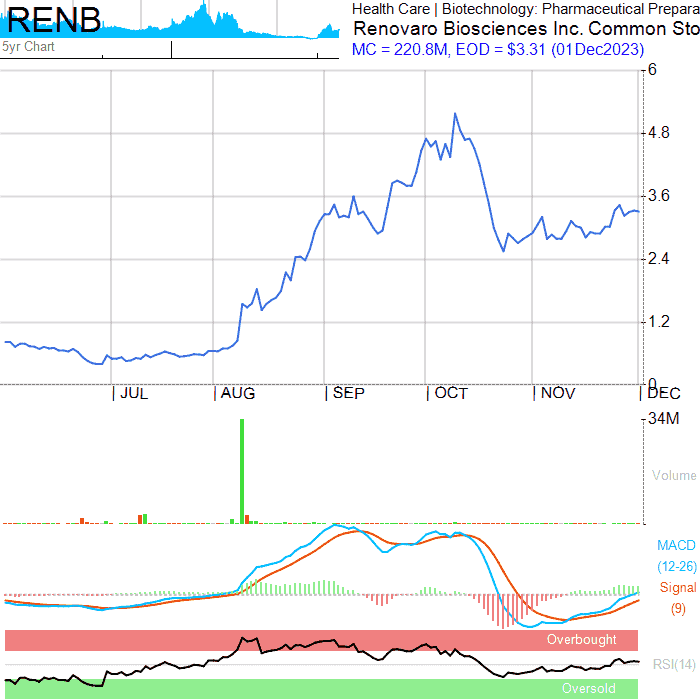 RENB
5yr Chart
Health Care | Biotechnology: Pharmaceutical Prepara
Renovaro Biosciences Inc. Common Sto
MC = 220.8M, EOD = $3.31 (01Dec2023)
6
4.8
3.6
2.4
1.2
0
JUL
AUG
SEP
OCT
NOV
DEC
34M
Volume
MACD
(12-26)
Signal
(9)
Overbought
RSI(14)
Oversold